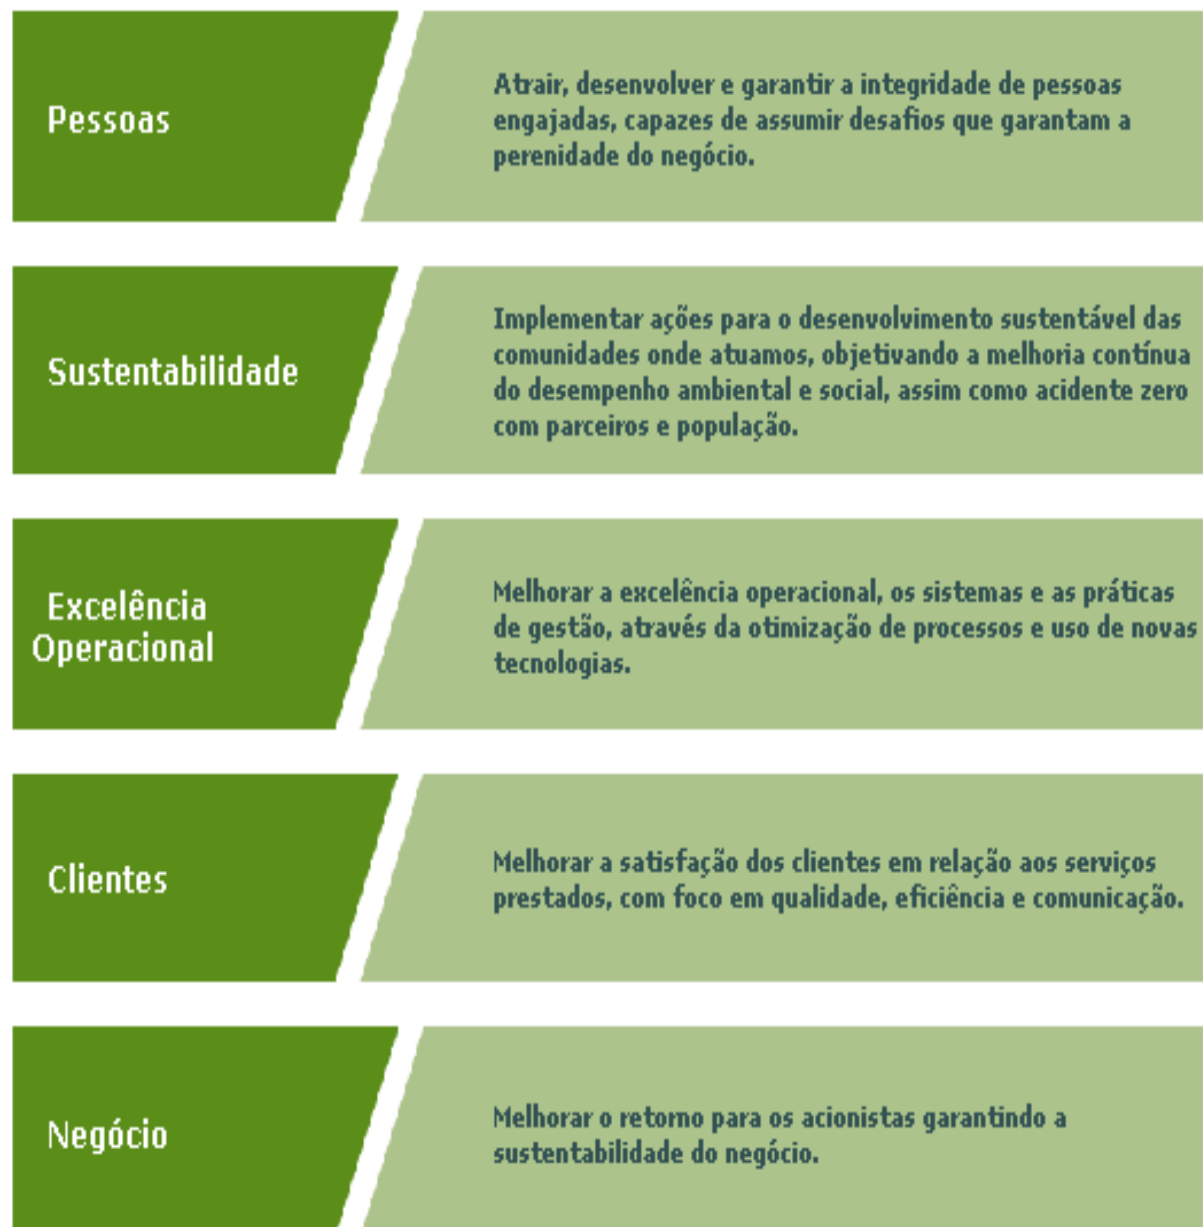 Pessoas
Atrair, desenvolver e garantir a integridade de pessoas
engajadas, capazes de assumir desafios que garantam a
perenidade do negócio.
Sustentabilidade
Implementar ações para o desenvolvimento sustentável das
comunidades onde atuamos, objetivando a melhoria contínua
do desempenho ambiental e social, assim como acidente zero
com parceiros e população.
Excelência
Operacional
Melhorar a excelência operacional, os sistemas e as práticas
de gestão, através da otimização de processos e uso de novas
tecnologias.
Clientes
Melhorar a satisfação dos clientes em relação aos serviços
prestados, com foco em qualidade, eficiência e comunicação.
Negócio
Melhorar o retorno para os acionistas garantindo a
sustentabilidade do negócio.